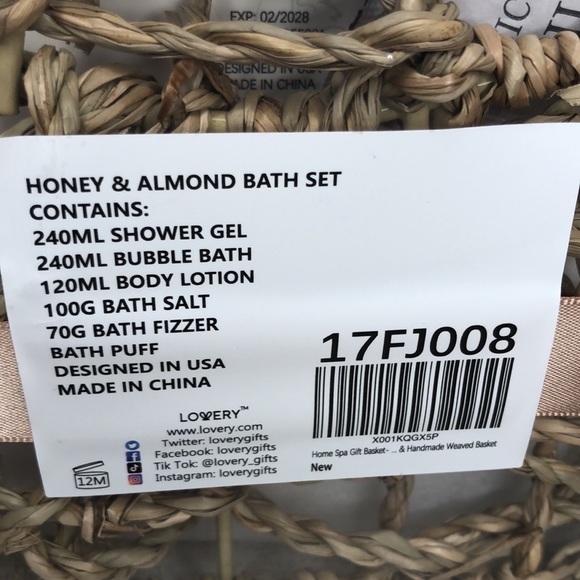 EXP: 02/2028
DESIGNED IN USA
MADE IN CHINA
HONEY & ALMOND BATH SET
CONTAINS:
240ML SHOWER GEL
240ML BUBBLE BATH
120ML BODY LOTION
100G BATH SALT
70G BATH FIZZER
BATH PUFF
DESIGNED IN USA
MADE IN CHINA
17FJ008
X001KQGX5P
Home Spa Gift Basket- ... & Handmade Weaved Basket
New
LOVERY™
www.lovery.com
Twitter: loverygifts
Facebook: loverygifts
Tik Tok: @lovery_gifts
Instagram: loverygifts
12M